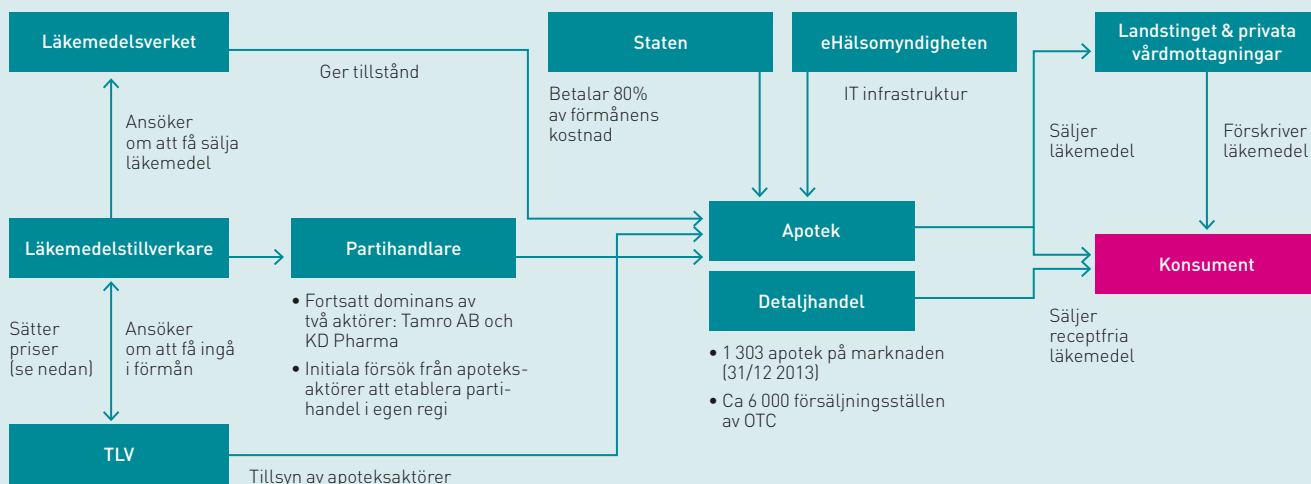 Läkemedelsverket
Staten
eHälsomyndigheten
Landstinget & privata
vårdmottagningar
Ger tillstånd
Betalar 80%
av förmånens
kostnad
IT infrastruktur
Ansöker
om att få sälja
läkemedel
Säljer
läkemedel
Förskriver
läkemedel
Läkemedelstillverkare
Partihandlare
Apotek
Konsument
Detaljhandel
• Fortsatt dominans av
två aktörer: Tamro AB och
KD Pharma
• Initiala försök från apoteks-
aktörer att etablera parti-
handel i egen regi
Sätter
priser
(se nedan)
Ansöker
om att få ingå
i förmån
• 1 303 apotek på marknaden
(31/12 2013)
• Ca 6 000 försäljningsställen
av OTC
Säljer
receptfria
läkemedel
TLV
Tillsyn av apoteksaktörer